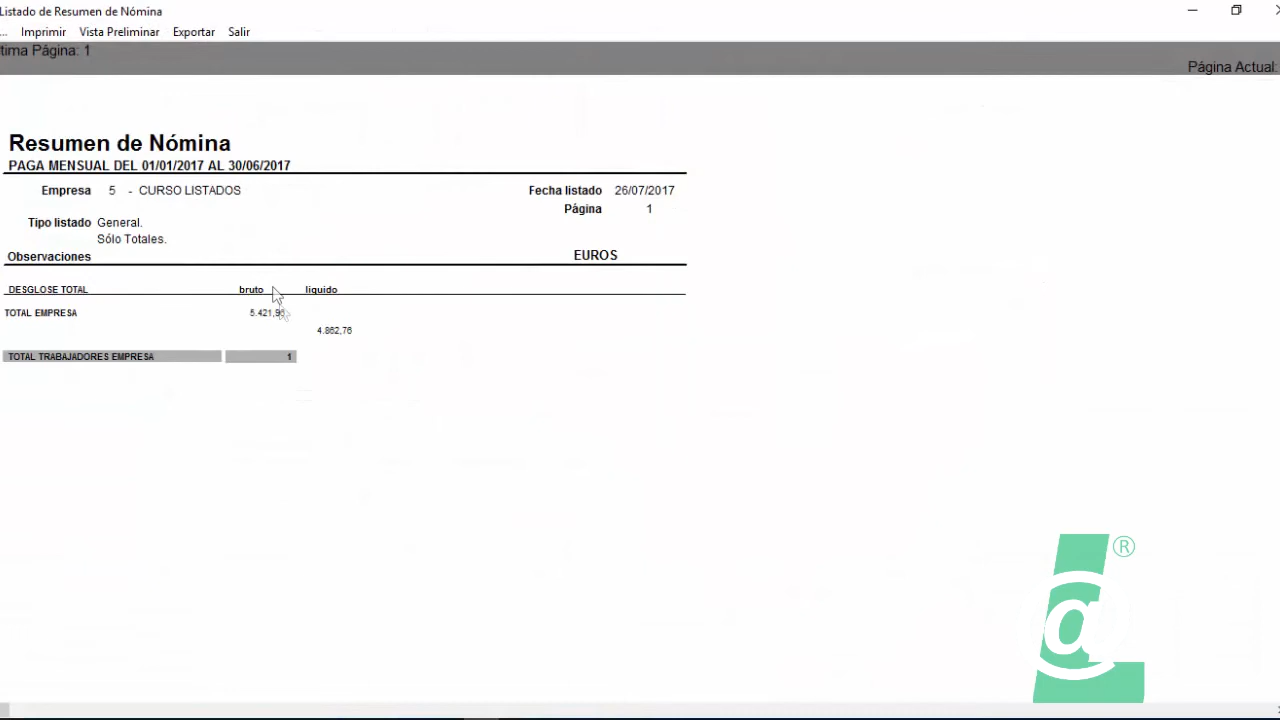 Listado de Resumen de Nómina
... Imprimir Vista Preliminar Exportar Salir
tima Página: 1
Página Actual:
Resumen de Nómina
PAGA MENSUAL DEL 01/01/2017 AL 30/06/2017
Empresa 5 - CURSO LISTADOS Fecha listado 26/07/2017
Página 1
Tipo listado General.
Sólo Totales.
Observaciones EUROS
DESGLOSE TOTAL bruto liquido
TOTAL EMPRESA
4.862,76
TOTAL TRABAJADORES EMPRESA 1
@ ®